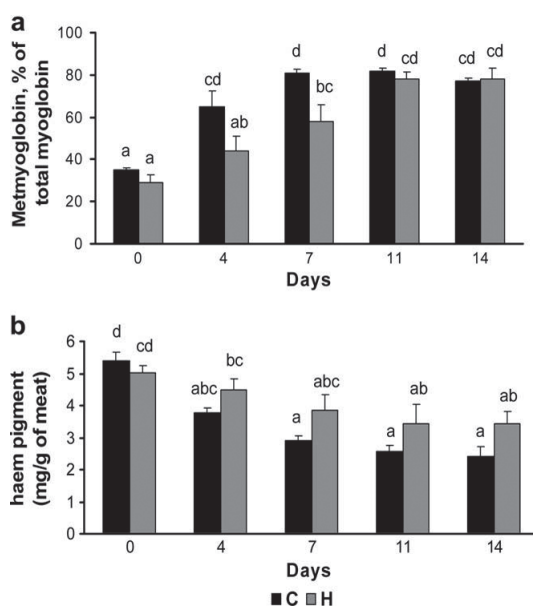 a
Metmyoglobin, % of
total myoglobin
100
80
60
40
20
0
a a cd ab d bc d cd cd cd
0 4 7 11 14
Days
b
haem pigment
(mg/g of meat)
6
5
4
3
2
1
0
d cd abc bc a abc a ab a ab
0 4 7 11 14
Days
C H